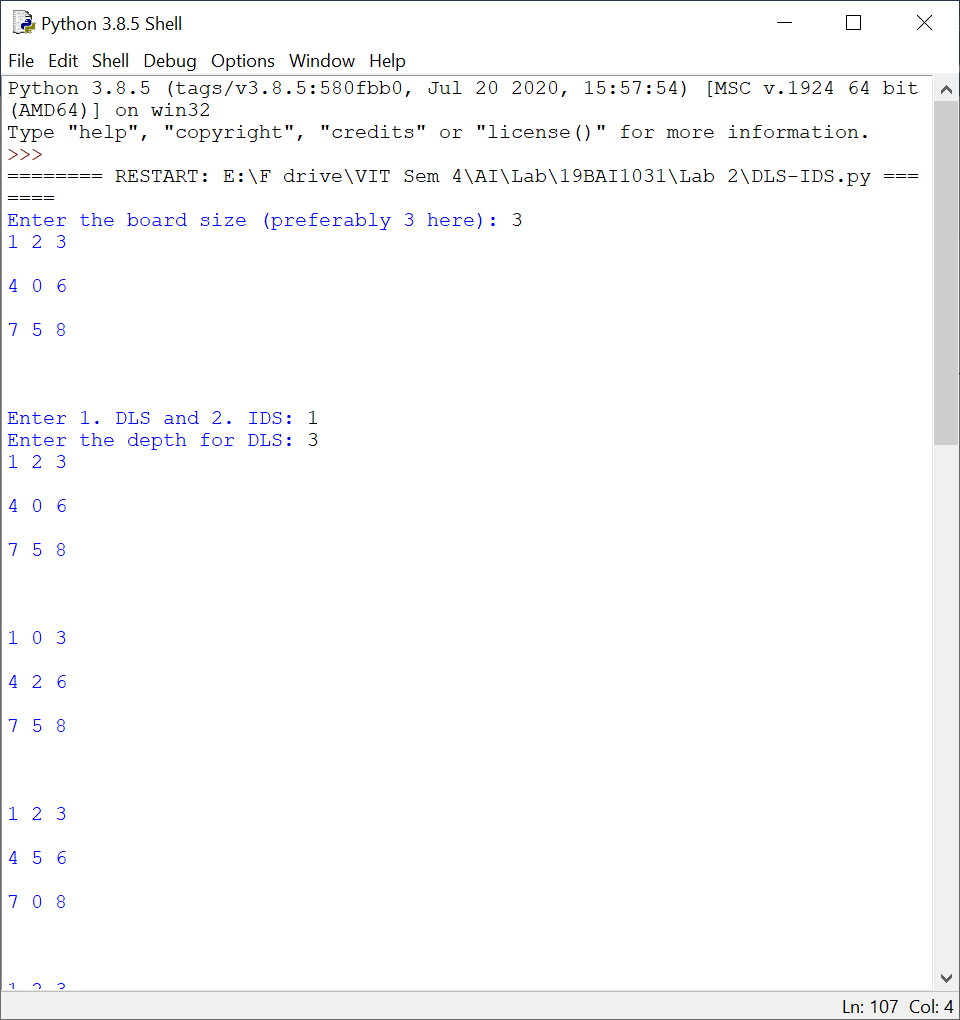 Python 3.8.5 Shell
File Edit Shell Debug Options Window Help
Python 3.8.5 (tags/v3.8.5:580fbb0, Jul 20 2020, 15:57:54) [MSC v.1924 64 bit
(AMD64)] on win32
Type "help", "copyright", "credits" or "license()" for more information.
>>>
======== RESTART: E:\F drive\VIT Sem 4\AI\Lab\19BAI1031\Lab 2\DLS-IDS.py ===
====
Enter the board size (preferably 3 here): 3
1 2 3
4 0 6
7 5 8
Enter 1. DLS and 2. IDS: 1
Enter the depth for DLS: 3
1 2 3
4 0 6
7 5 8
1 0 3
4 2 6
7 5 8
1 2 3
4 5 6
7 0 8
1 2 3
Ln: 107 Col: 4